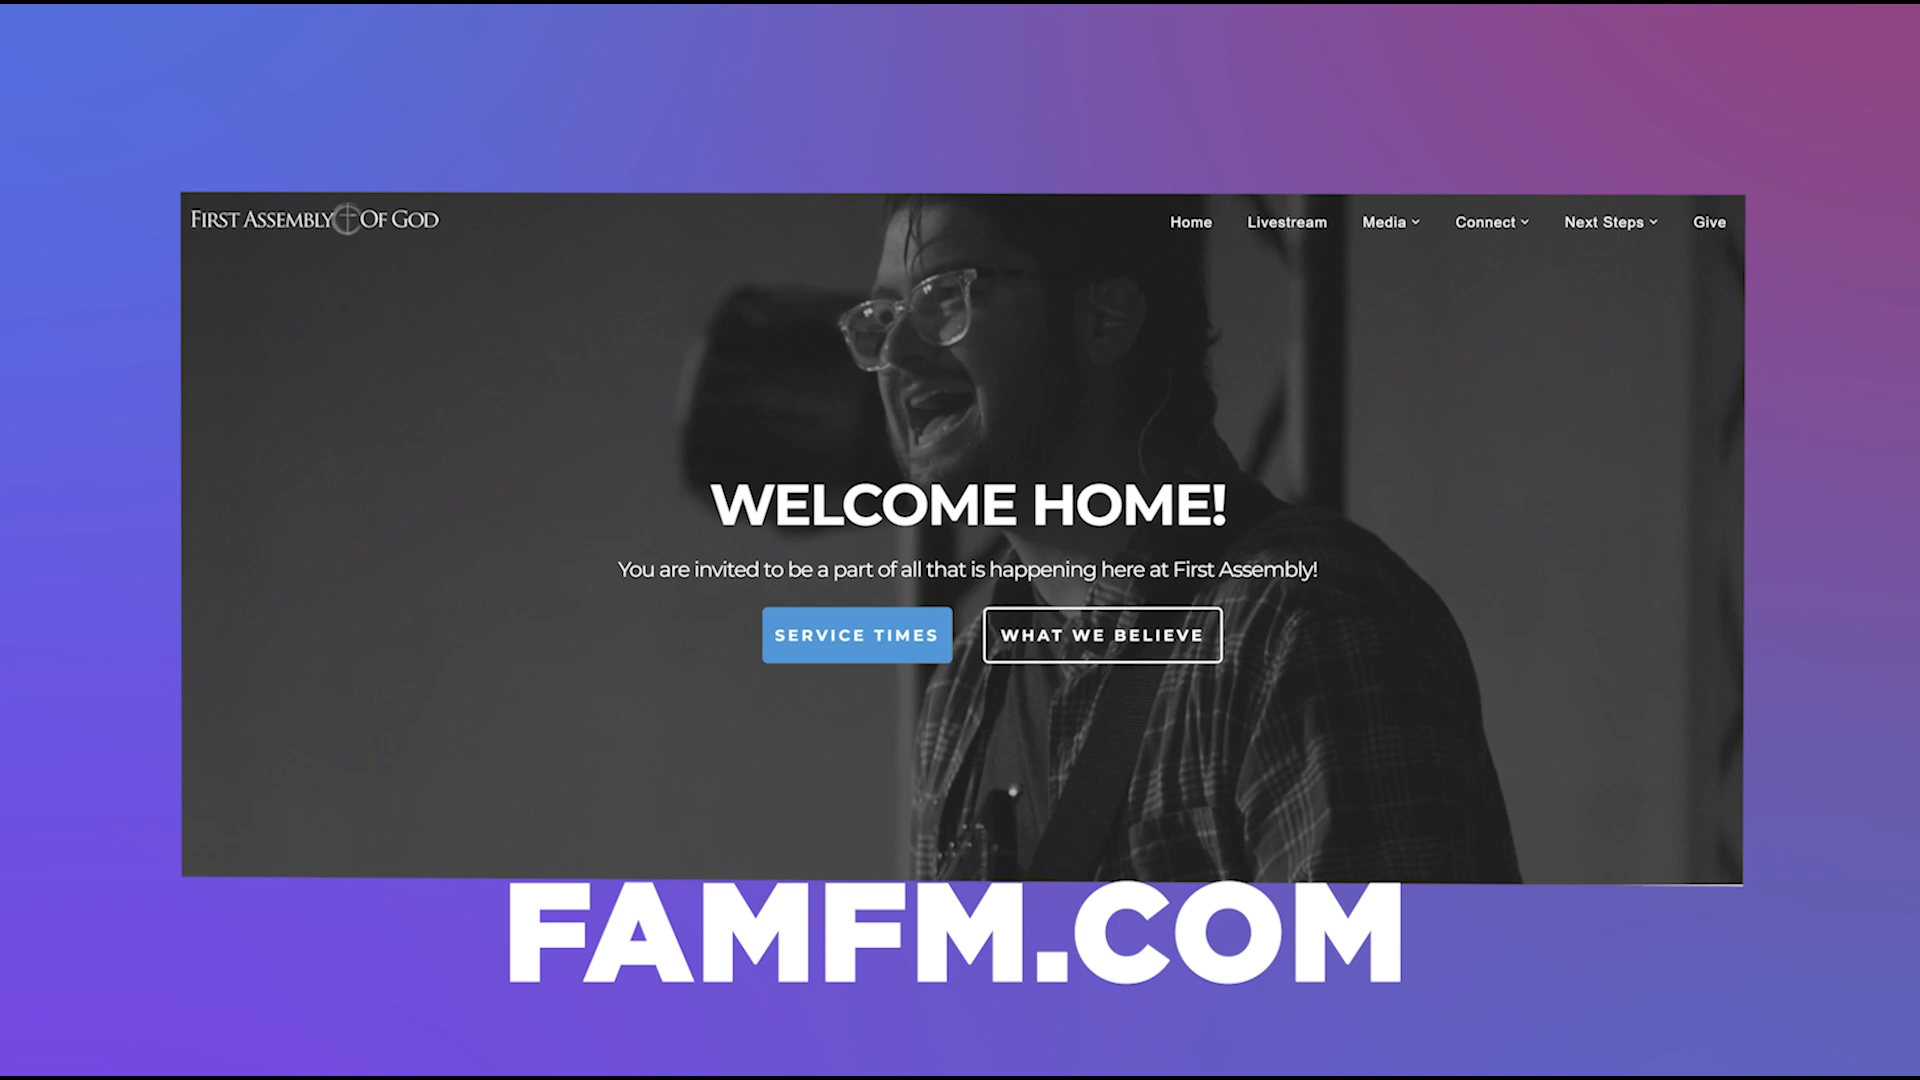 FIRST ASSEMBLY OF GOD
Home Livestream Media Connect Next Steps Give
WELCOME HOME!
You are invited to be a part of all that is happening here at First Assembly!
SERVICE TIMES WHAT WE BELIEVE
FAMFM.COM